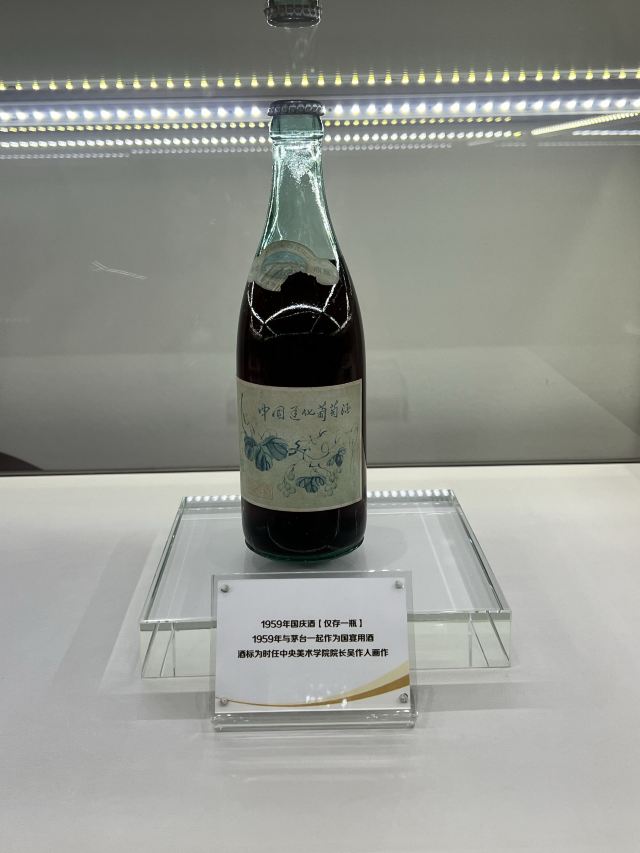 中国通化葡萄酒
1959年国庆酒【仅存一瓶】
1959年与茅台一起作为国宴用酒
酒标为时任中央美术学院院长吴作人画作